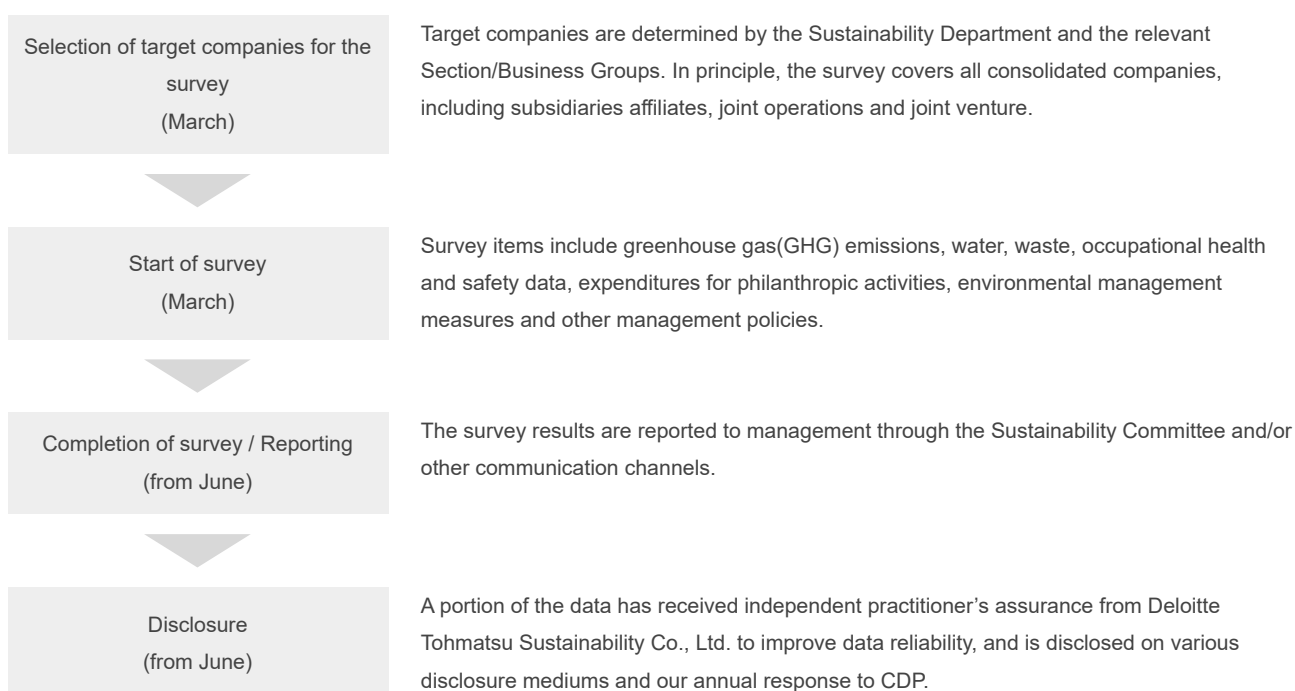 Selection of target companies for the
survey
(March)
Target companies are determined by the Sustainability Department and the relevant
Section/Business Groups. In principle, the survey covers all consolidated companies,
including subsidiaries affiliates, joint operations and joint venture.
Start of survey
(March)
Survey items include greenhouse gas(GHG) emissions, water, waste, occupational health
and safety data, expenditures for philanthropic activities, environmental management
measures and other management policies.
Completion of survey / Reporting
(from June)
The survey results are reported to management through the Sustainability Committee and/or
other communication channels.
Disclosure
(from June)
A portion of the data has received independent practitioner’s assurance from Deloitte
Tohmatsu Sustainability Co., Ltd. to improve data reliability, and is disclosed on various
disclosure mediums and our annual response to CDP.